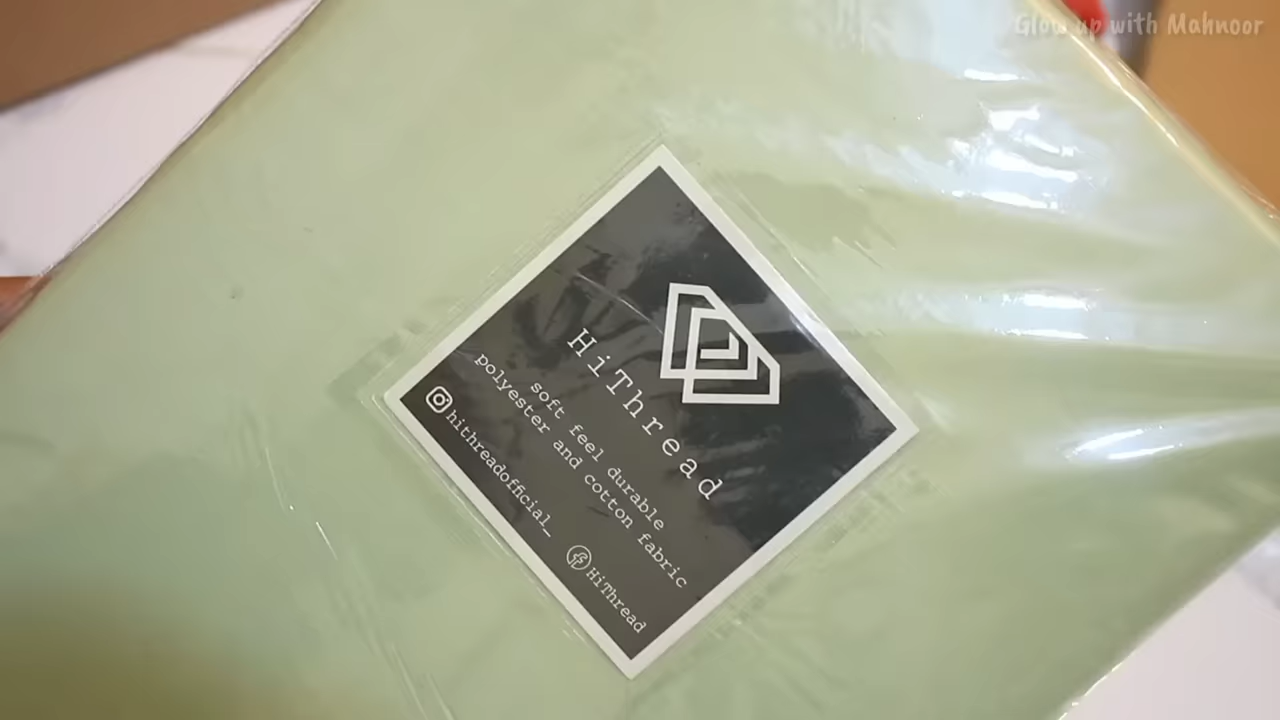 Glow up with Mahnoor
HiThread
soft feel durable
polyester and cotton fabric
hithreadofficial_
HiThread